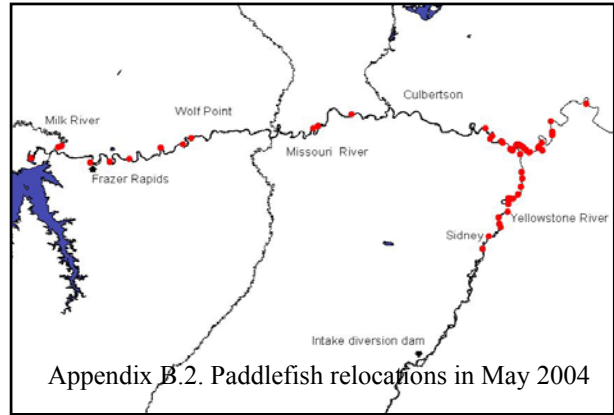 Culbertson
Wolf Point
Milk River
Missouri River
Frazer Rapids
Yellowstone River
Sidney
Intake diversion dam
Appendix B.2. Paddlefish relocations in May 2004